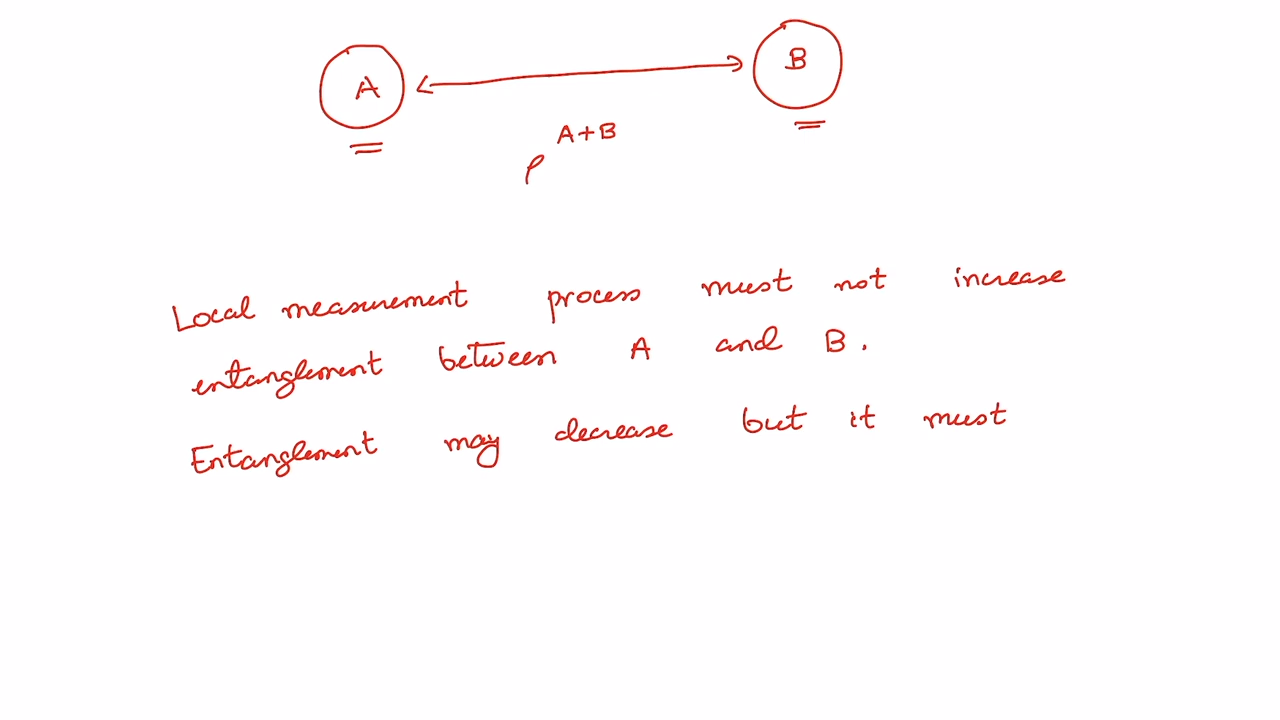 A
B
ρ^{A+B}
Local measurement process must not increase
entanglement between A and B.
Entanglement may decrease but it must